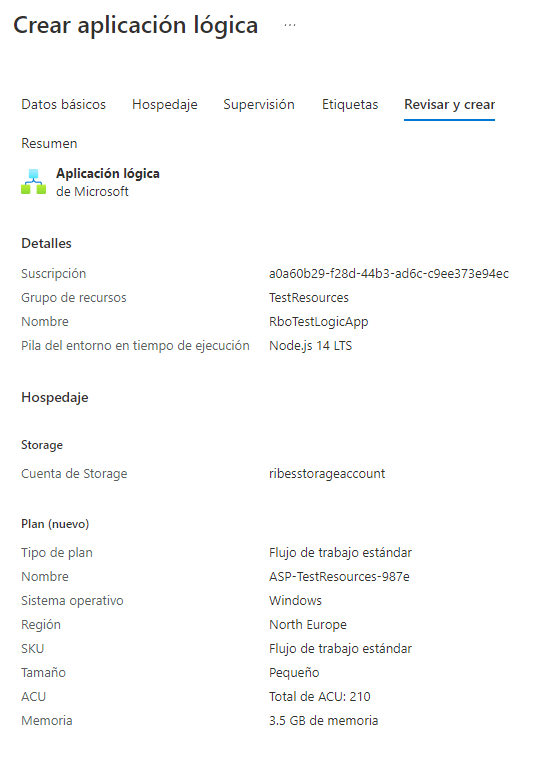 Crear aplicación lógica ...
Datos básicos Hospedaje Supervisión Etiquetas Revisar y crear
Resumen
Aplicación lógica
de Microsoft
Detalles
Suscripción a0a60b29-f28d-44b3-ad6c-c9ee373e94ec
Grupo de recursos TestResources
Nombre RboTestLogicApp
Pila del entorno en tiempo de ejecución Node.js 14 LTS
Hospedaje
Storage
Cuenta de Storage ribesstorageaccount
Plan (nuevo)
Tipo de plan Flujo de trabajo estándar
Nombre ASP-TestResources-987e
Sistema operativo Windows
Región North Europe
SKU Flujo de trabajo estándar
Tamaño Pequeño
ACU Total de ACU: 210
Memoria 3.5 GB de memoria